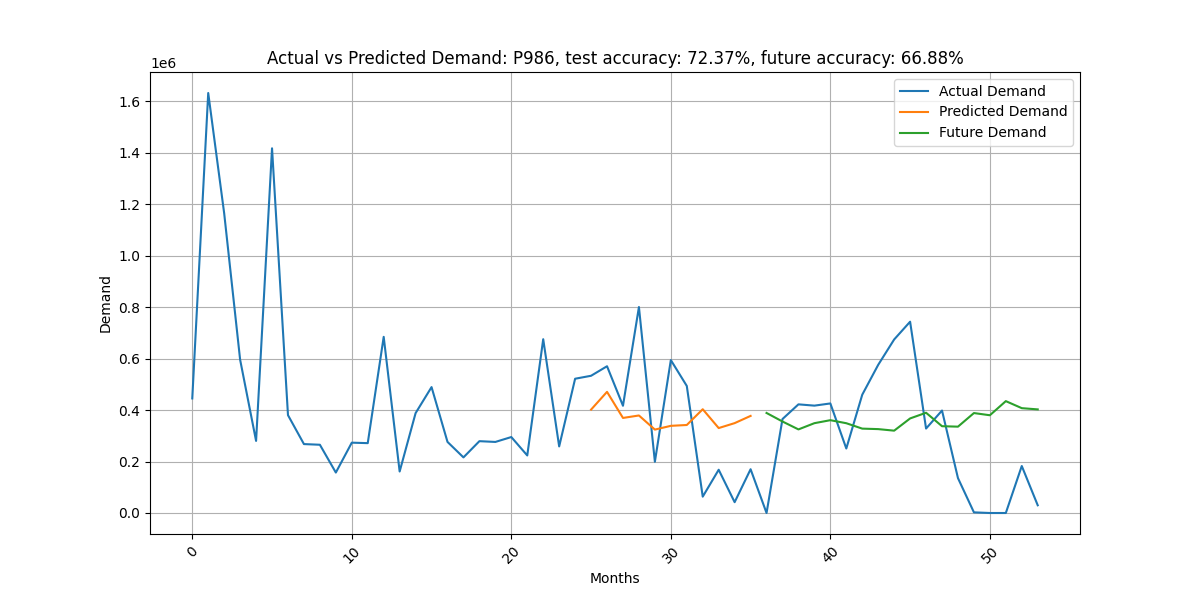 Actual vs Predicted Demand: P986, test accuracy: 72.37%, future accuracy: 66.88%
1e6
Actual Demand
Predicted Demand
Future Demand
1.6
1.4
1.2
1.0
0.8
0.6
0.4
0.2
0.0
Demand
0 10 20 30 40 50
Months